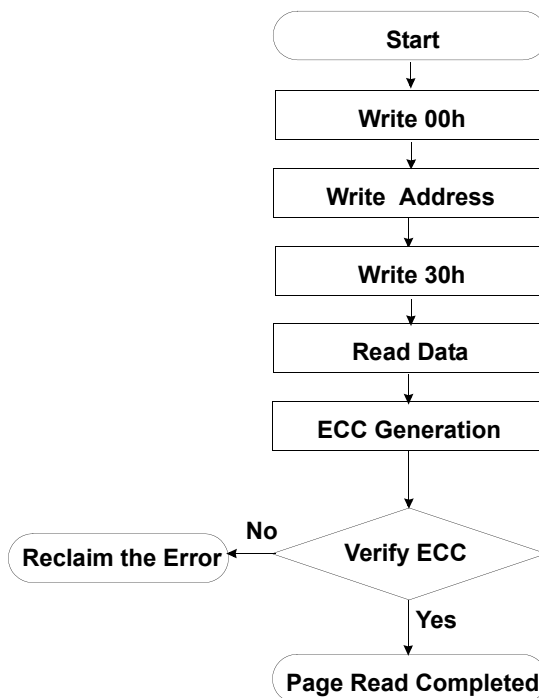 Start
Write 00h
Write Address
Write 30h
Read Data
ECC Generation
No
Reclaim the Error
Verify ECC
Yes
Page Read Completed